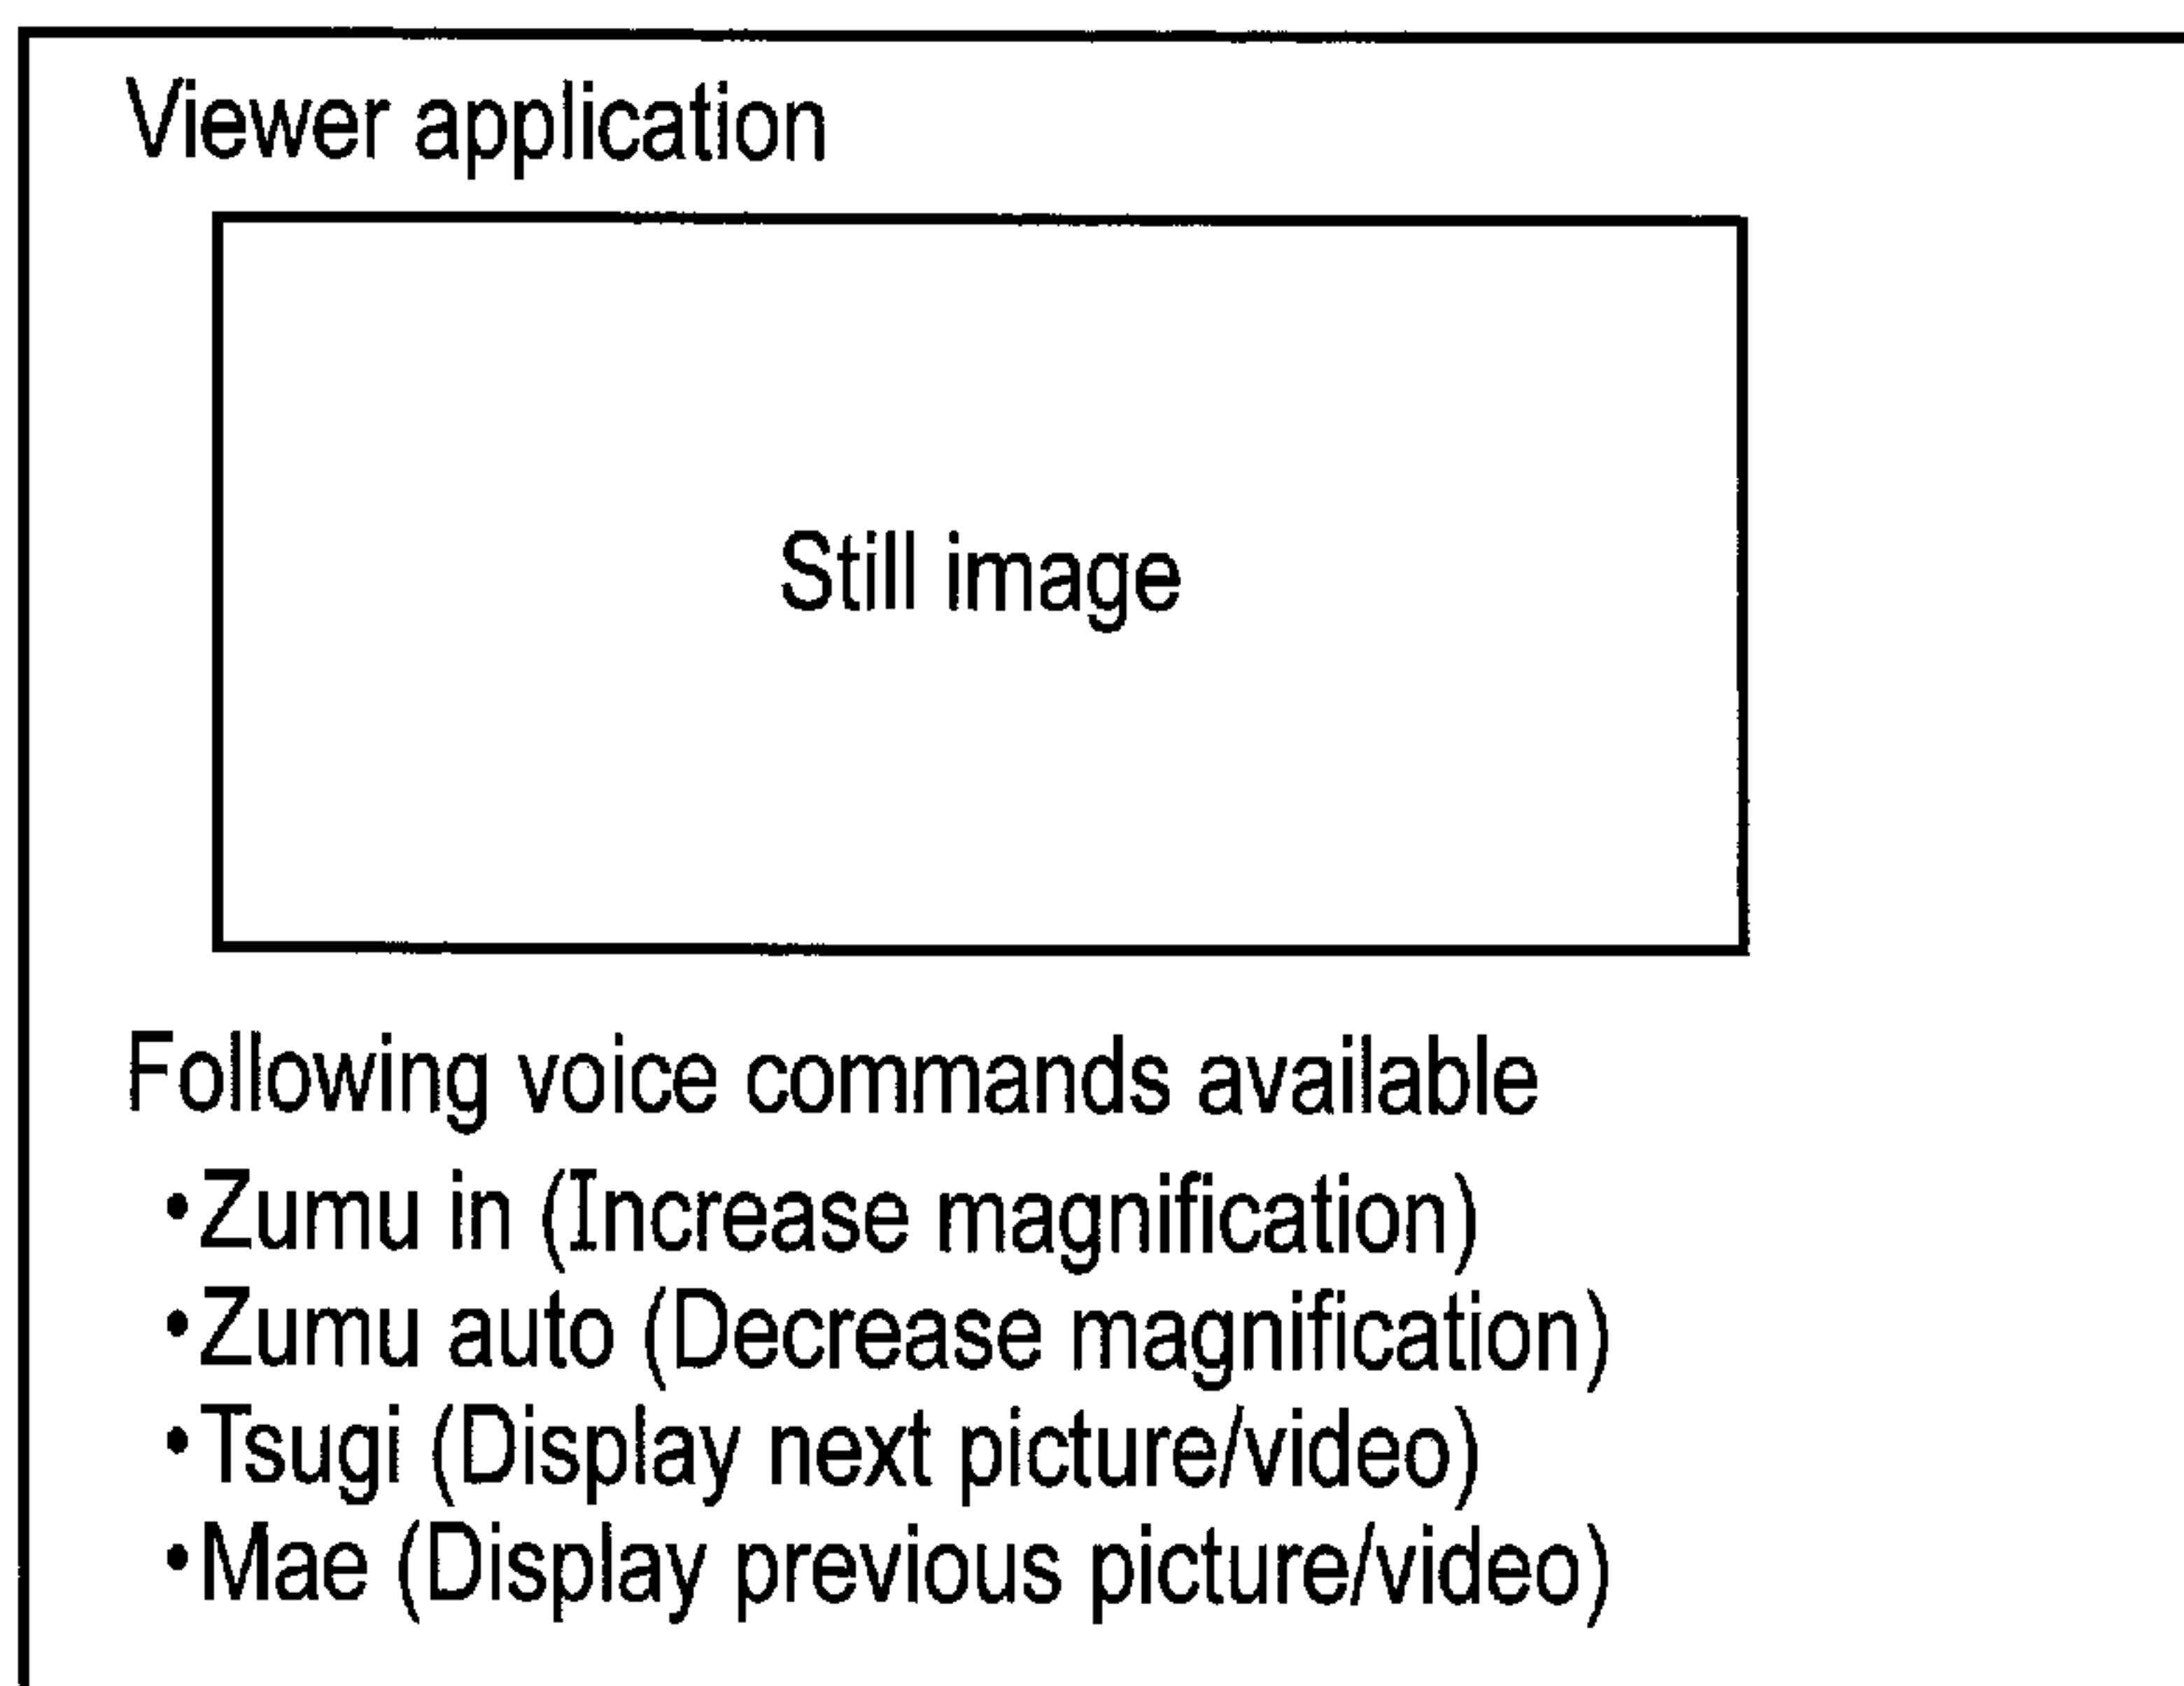 Viewer application
Still image
Following voice commands available
•Zumu in (Increase magnification)
•Zumu auto (Decrease magnification)
•Tsugi (Display next picture/video)
•Mae (Display previous picture/video)